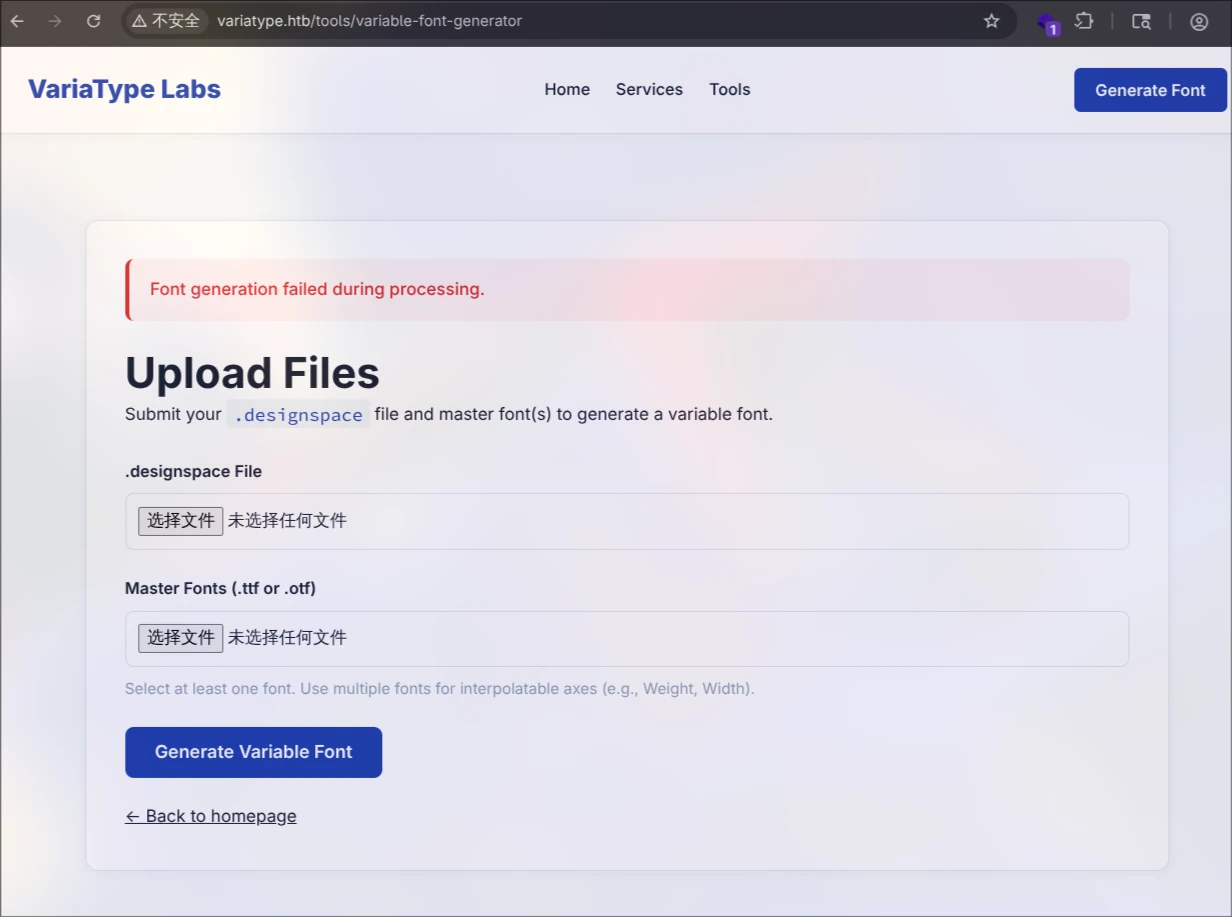 不安全 variatype.htb/tools/variable-font-generator 1
VariaType Labs Home Services Tools Generate Font
Font generation failed during processing.
Upload Files
Submit your .designspace file and master font(s) to generate a variable font.
.designspace File
选择文件 未选择任何文件
Master Fonts (.ttf or .otf)
选择文件 未选择任何文件
Select at least one font. Use multiple fonts for interpolatable axes (e.g., Weight, Width).
Generate Variable Font
← Back to homepage